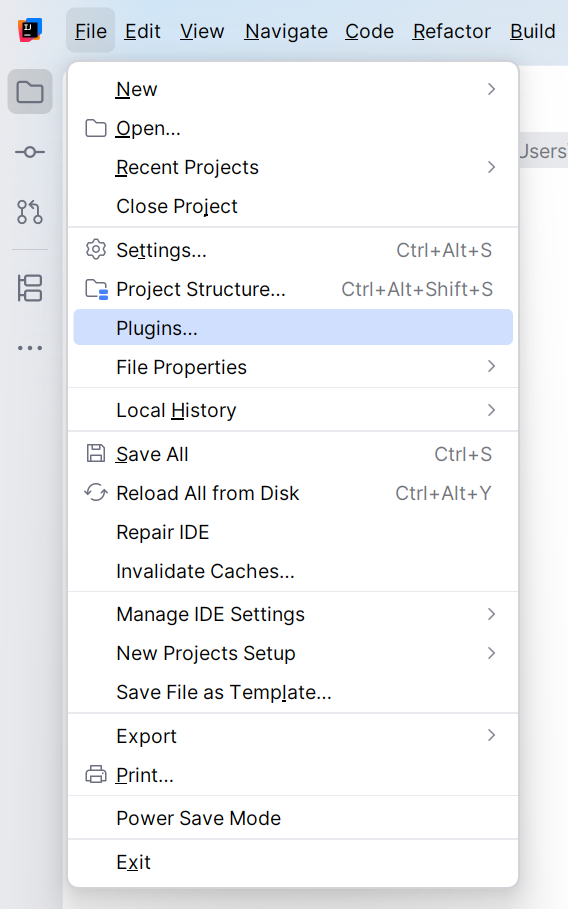 File Edit View Navigate Code Refactor Build
New
Open...
Users
Recent Projects
Close Project
Settings... Ctrl+Alt+S
Project Structure... Ctrl+Alt+Shift+S
Plugins...
File Properties
Local History
Save All Ctrl+S
Reload All from Disk Ctrl+Alt+Y
Repair IDE
Invalidate Caches...
Manage IDE Settings
New Projects Setup
Save File as Template...
Export
Print...
Power Save Mode
Exit